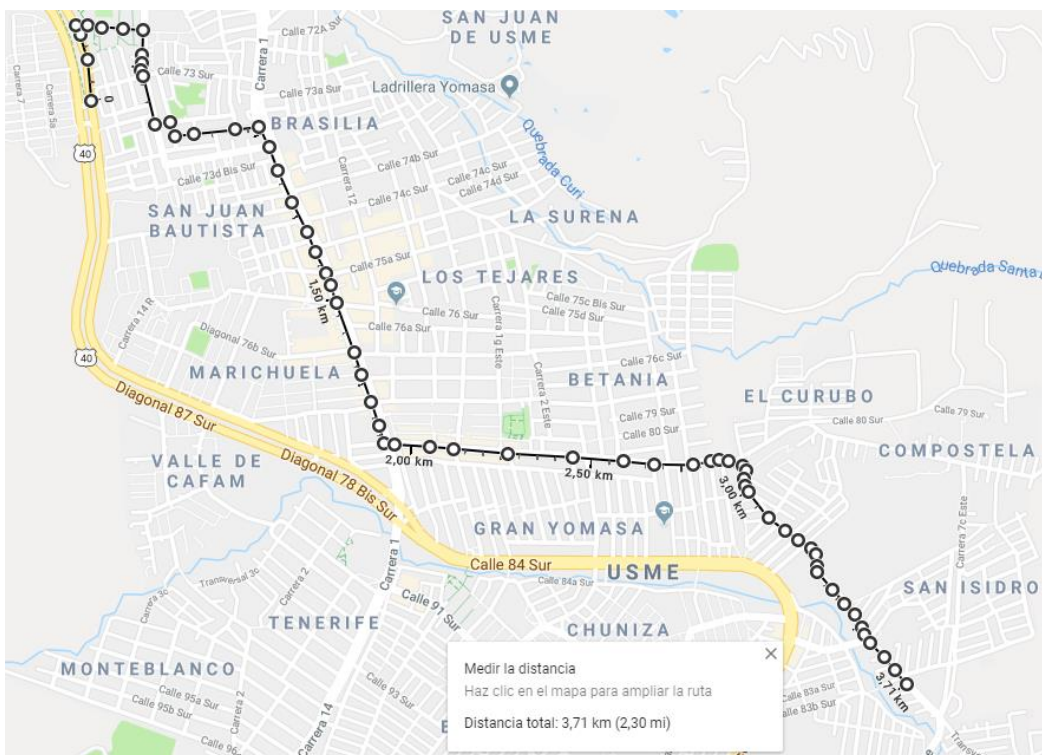 SAN JUAN
DE USME
Calle 72A Sur
Carrera 1
Carrera 7
Carrera 5a
Calle 73 Sur
Calle 73a Sur
Ladrillera Yomasa
0
BRASILIA
Quebrada Curi
40
Carrera 12
Calle 74b Sur
Calle 74c Sur
Calle 74d Sur
Calle 73d Bis Sur
Calle 74c Sur
SAN JUAN
BAUTISTA
LA SURENA
Calle 75a Sur
LOS TEJARES
Quebrada Santa
1,50 km
Carrera 14 R
Calle 75c Bis Sur
Calle 75d Sur
Calle 76 Sur
Calle 76a Sur
Carrera 1g Este
Diagonal 76b Sur
40
Calle 76c Sur
MARICHUELA
BETANIA
Carrera 2 Este
EL CURUBO
Diagonal 87 Sur
Calle 79 Sur
Calle 80 Sur
Calle 79 Sur
Calle 80 Sur
COMPOSTELA
VALLE DE
CAFAM
Diagonal 78 Bis Sur
2,00 km
2,50 km
3,00 km
GRAN YOMASA
Carrera 7c Este
Carrera 1
Calle 84 Sur
USME
Calle 84a Sur
Transversal 3c
Carrera 3c
Carrera 2
Calle 91 Sur
SAN ISIDRO
TENERIFE
CHUNIZA
MONTEBLANCO
Medir la distancia
Haz clic en el mapa para ampliar la ruta
Distancia total: 3,71 km (2,30 mi)
3,71 km
Calle 93 Sur
Calle 95a Sur
Calle 95b Sur
Calle 96
Carrera 14
Calle 83a Sur
Calle 83b Sur